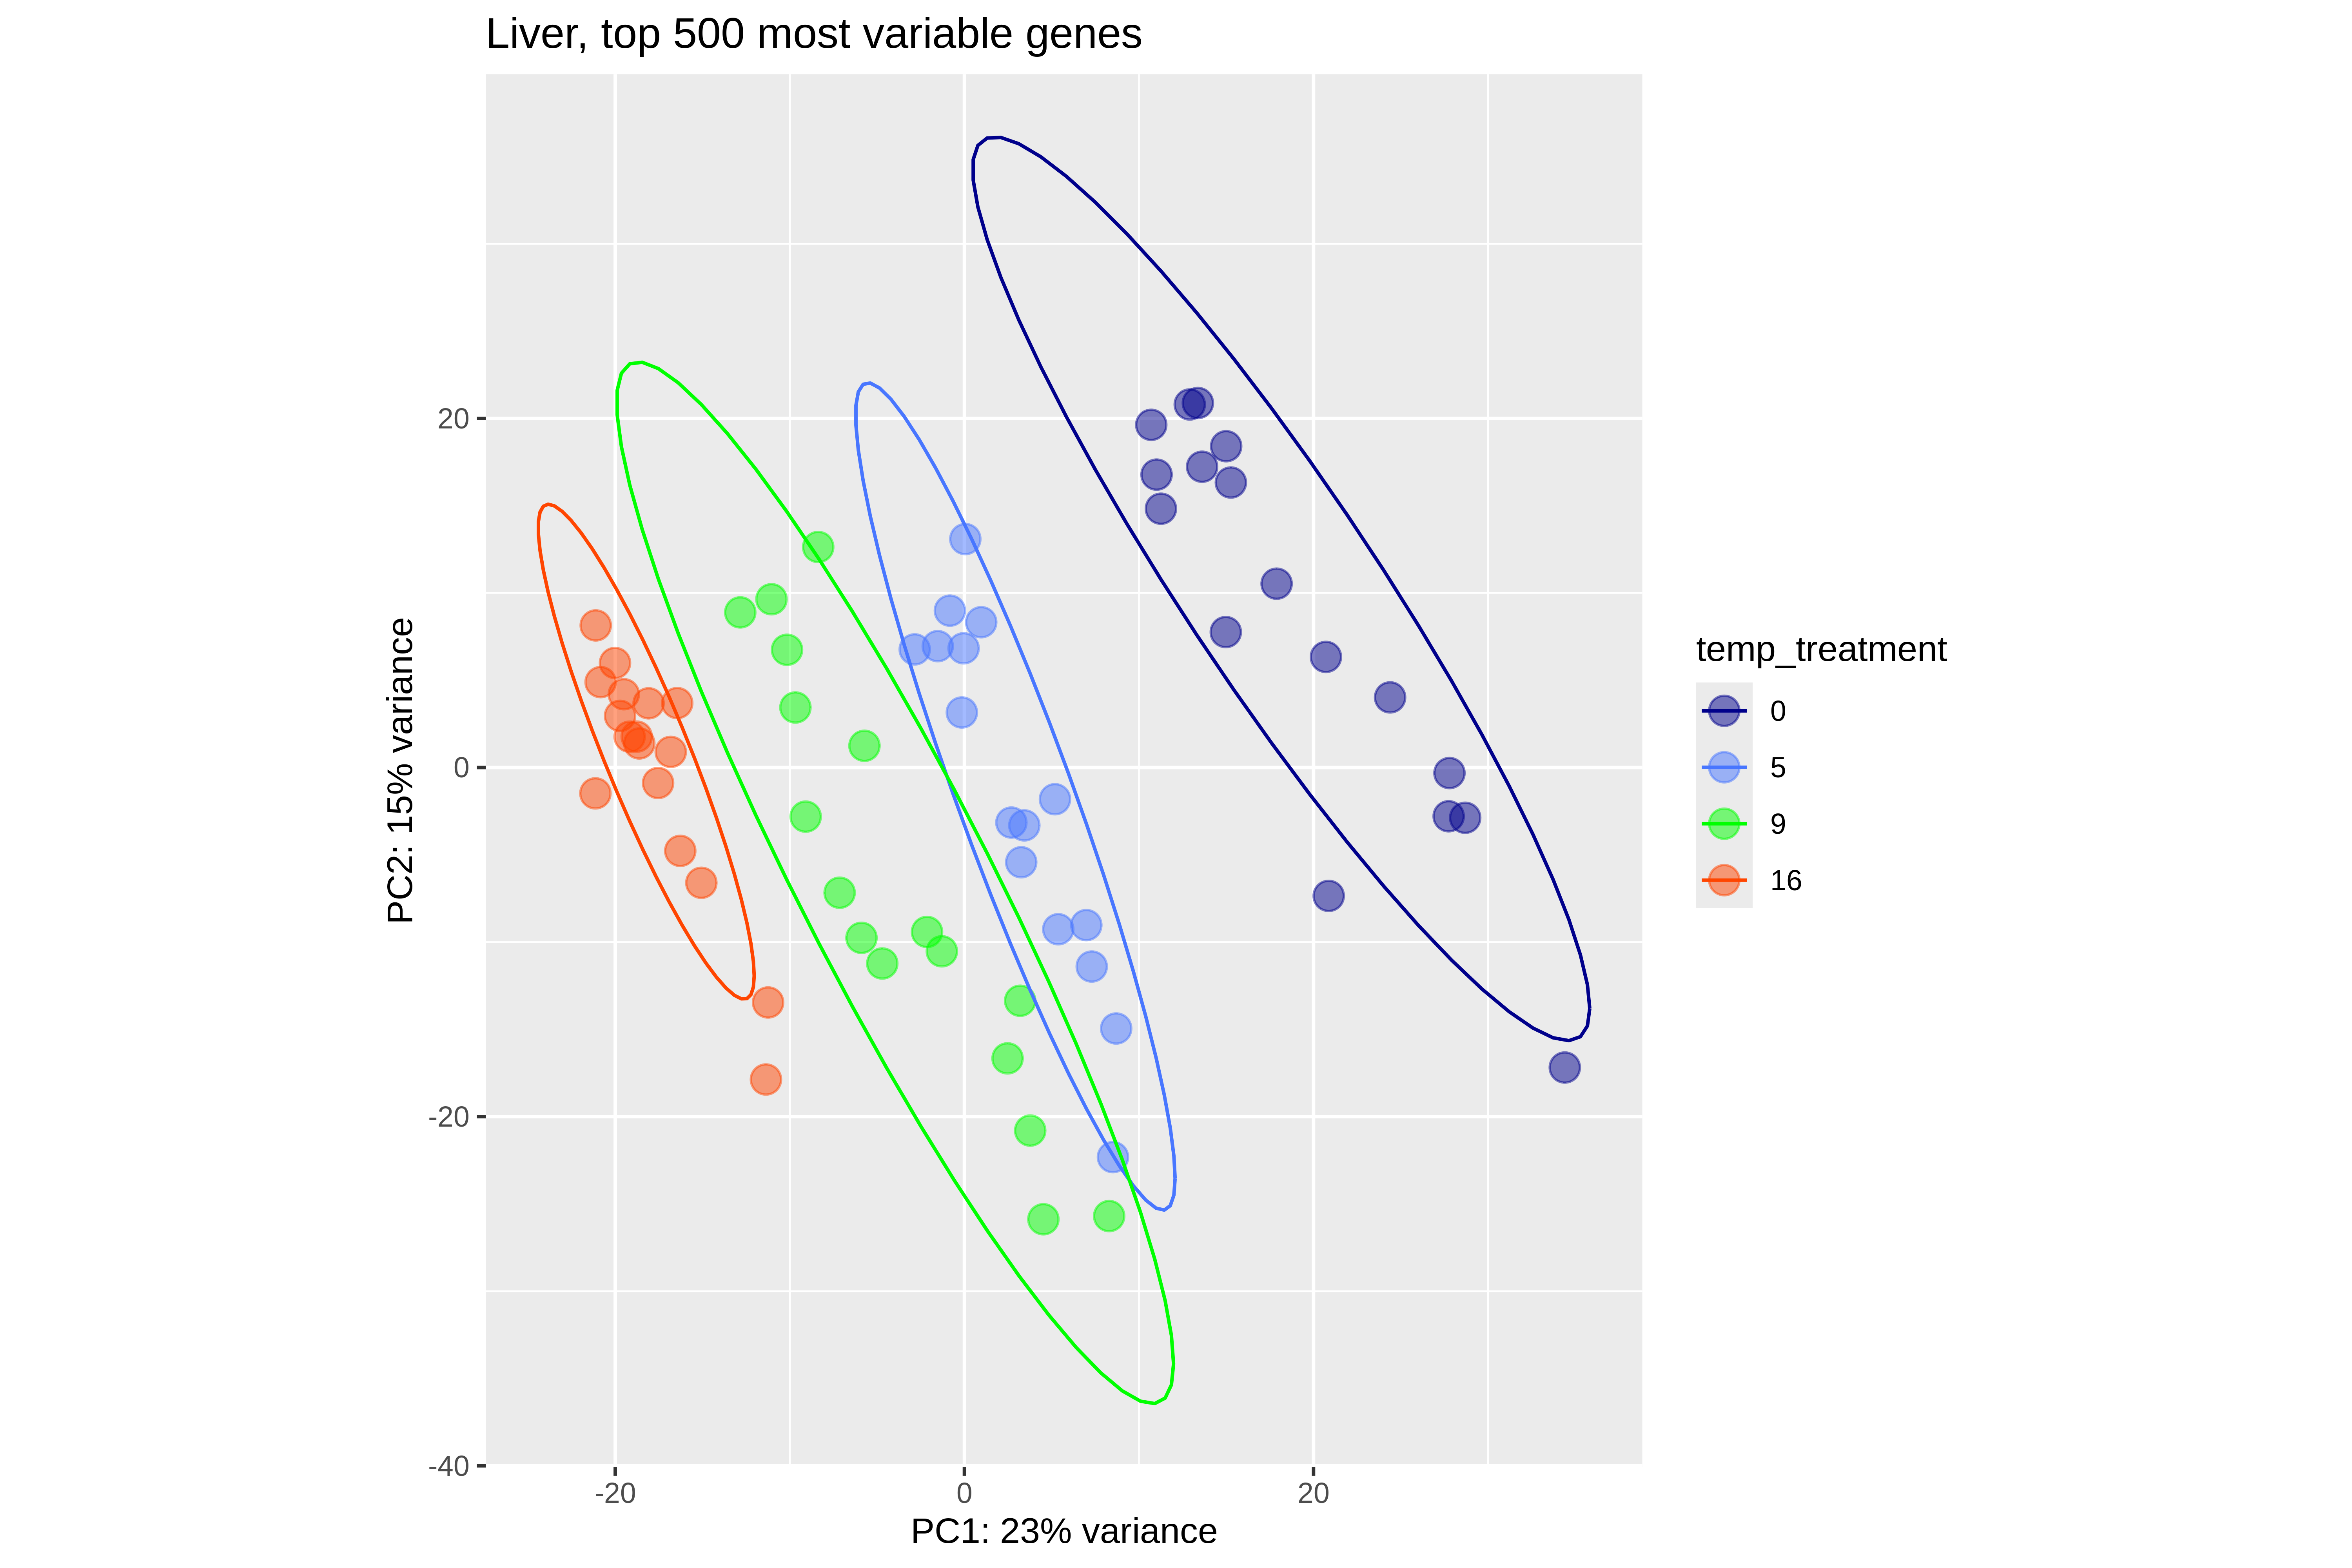 Liver, top 500 most variable genes
PC2: 15% variance
20
0
-20
-40
-20
0
20
PC1: 23% variance
temp_treatment
0
5
9
16